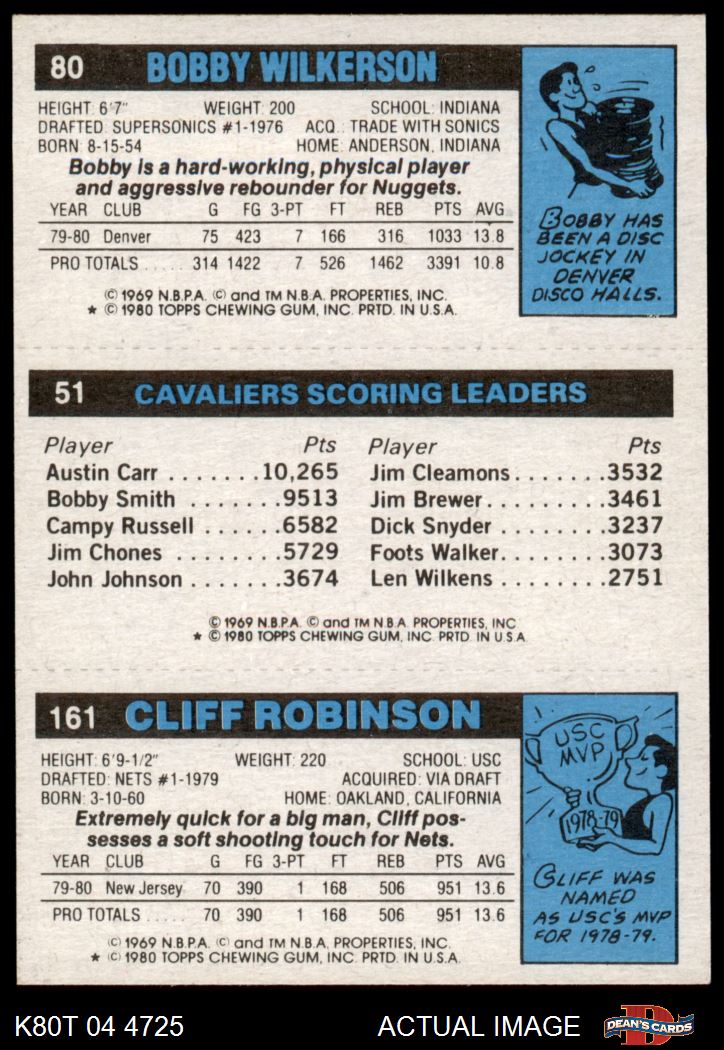 80 BOBBY WILKERSON
HEIGHT: 6'7" WEIGHT: 200 SCHOOL: INDIANA
DRAFTED: SUPERSONICS #1-1976 ACQ.: TRADE WITH SONICS
BORN: 8-15-54 HOME: ANDERSON, INDIANA
Bobby is a hard-working, physical player
and aggressive rebounder for Nuggets.
YEAR CLUB G FG 3-PT FT REB PTS AVG
79-80 Denver 75 423 7 166 316 1033 13.8
PRO TOTALS ..... 314 1422 7 526 1462 3391 10.8
© 1969 N.B.P.A. © and TM N.B.A. PROPERTIES, INC.
★ © 1980 TOPPS CHEWING GUM, INC. PRTD. IN U.S.A.
BOBBY HAS
BEEN A DISC
JOCKEY IN
DENVER
DISCO HALLS.
51 CAVALIERS SCORING LEADERS
Player Pts Player Pts
Austin Carr .......10,265 Jim Cleamons.......3532
Bobby Smith .......9513 Jim Brewer.........3461
Campy Russell ......6582 Dick Snyder ........3237
Jim Chones ........5729 Foots Walker........3073
John Johnson .......3674 Len Wilkens ........2751
© 1969 N.B.P.A. © and TM N.B.A. PROPERTIES, INC
★ © 1980 TOPPS CHEWING GUM, INC. PRTD. IN U.S.A
161 CLIFF ROBINSON
HEIGHT: 6'9-1/2" WEIGHT: 220 SCHOOL: USC
DRAFTED: NETS #1-1979 ACQUIRED: VIA DRAFT
BORN: 3-10-60 HOME: OAKLAND, CALIFORNIA
Extremely quick for a big man, Cliff pos-
sesses a soft shooting touch for Nets.
YEAR CLUB G FG 3-PT FT REB PTS AVG
79-80 New Jersey 70 390 1 168 506 951 13.6
PRO TOTALS ..... 70 390 1 168 506 951 13.6
© 1969 N.B.P.A. © and TM N.B.A. PROPERTIES, INC.
★ © 1980 TOPPS CHEWING GUM, INC. PRTD. IN U.S.A.
USC
MVP
1978-79
CLIFF WAS
NAMED
AS USC'S MVP
FOR 1978-79.
K80T 04 4725 ACTUAL IMAGE D DEAN'S CARDS